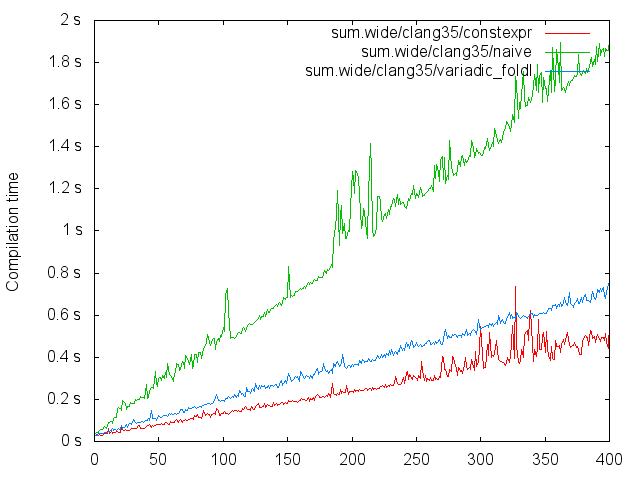 2 s
1.8 s
1.6 s
1.4 s
1.2 s
1 s
0.8 s
0.6 s
0.4 s
0.2 s
0 s
0 50 100 150 200 250 300 350 400
Compilation time
sum.wide/clang35/constexpr
sum.wide/clang35/naive
sum.wide/clang35/variadic_foldl